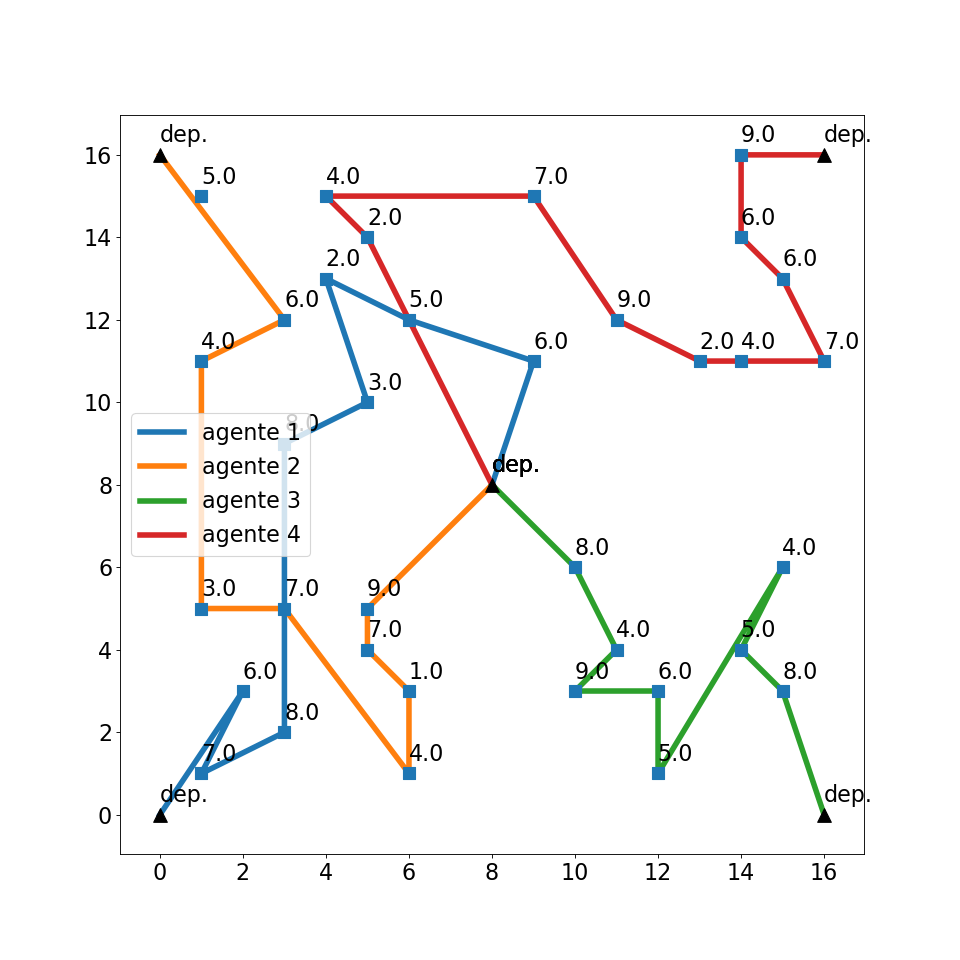 9.0
dep. dep.
16
5.0 4.0 7.0
2.0 6.0
14
2.0 6.0
6.0 5.0 9.0
12
4.0 6.0 2.0 4.0 7.0
3.0
10
8.0
agente 1
agente 2
agente 3
agente 4
dep.
8
8.0 4.0
6
3.0 7.0 9.0
7.0 4.0 5.0
4
6.0 1.0 9.0 6.0 8.0
8.0
2
7.0 4.0 5.0
dep. dep.
0
0 2 4 6 8 10 12 14 16